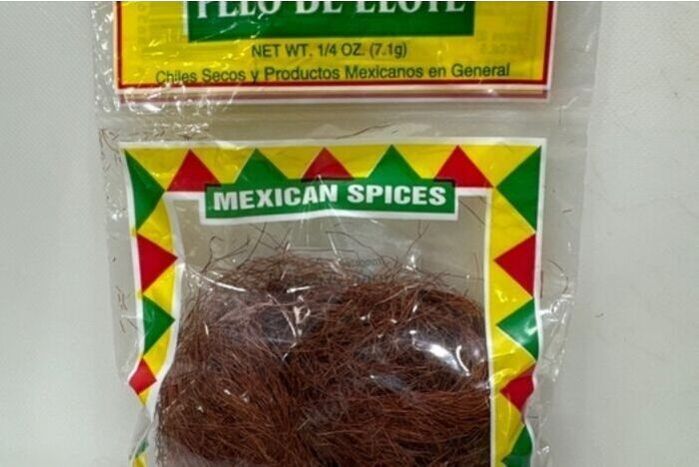 PELO DE ELOTE
NET WT. 1/4 OZ. (7.1g)
Chiles Secos y Productos Mexicanos en General
MEXICAN SPICES